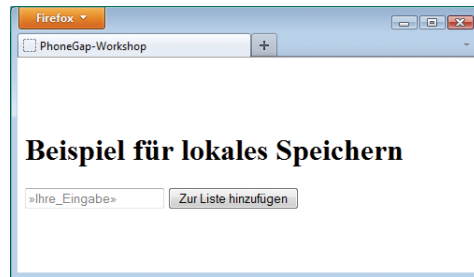 Firefox
PhoneGap-Workshop
Beispiel für lokales Speichern
»Ihre_Eingabe» Zur Liste hinzufügen